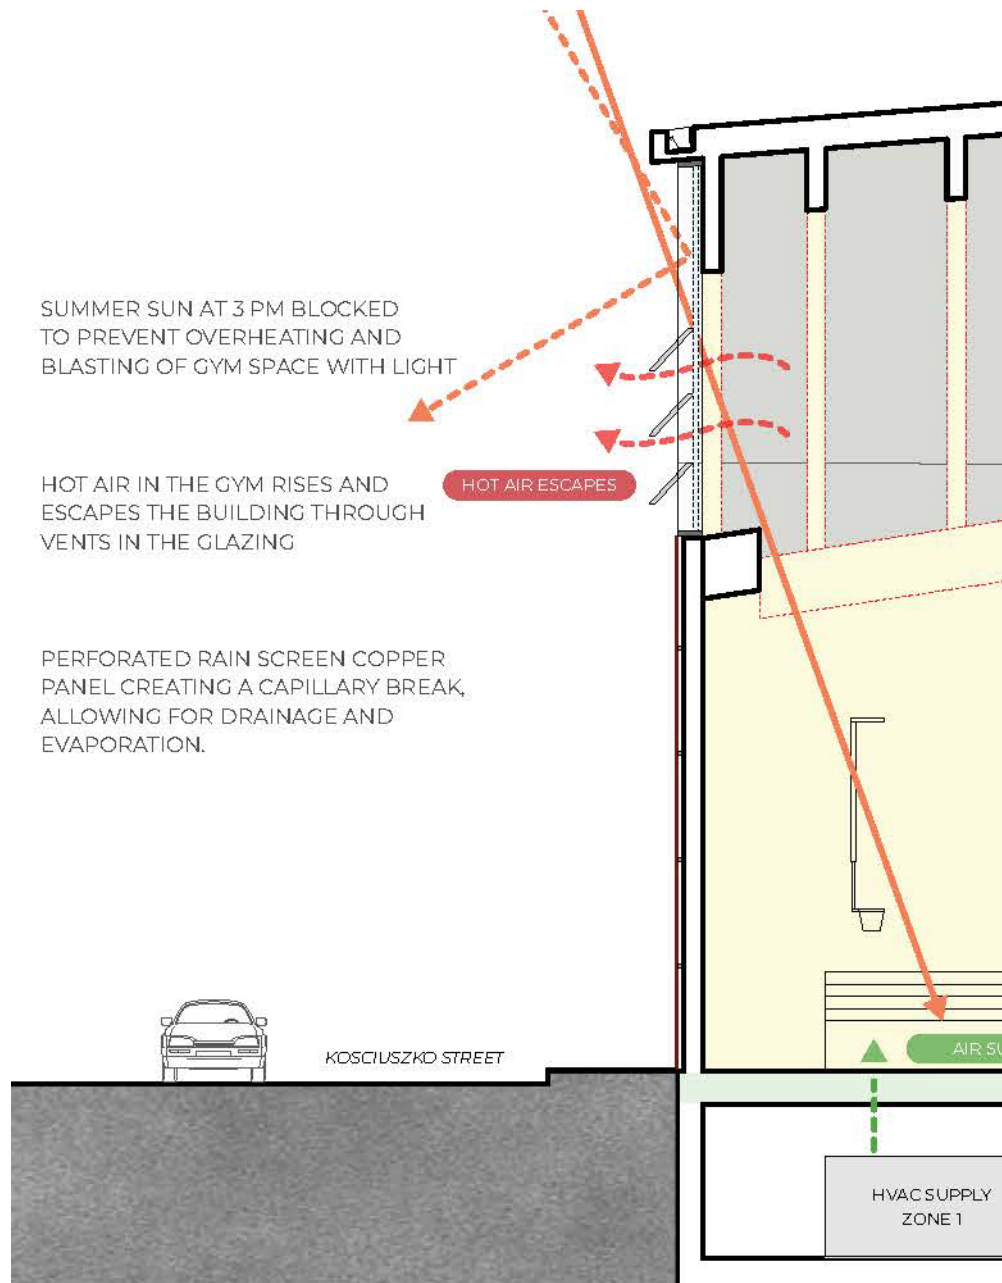 SUMMER SUN AT 3 PM BLOCKED
TO PREVENT OVERHEATING AND
BLASTING OF GYM SPACE WITH LIGHT
HOT AIR IN THE GYM RISES AND
ESCAPES THE BUILDING THROUGH
VENTS IN THE GLAZING
HOT AIR ESCAPES
PERFORATED RAIN SCREEN COPPER
PANEL CREATING A CAPILLARY BREAK,
ALLOWING FOR DRAINAGE AND
EVAPORATION.
KOSCIUSZKO STREET
AIR SU
HVAC SUPPLY
ZONE 1